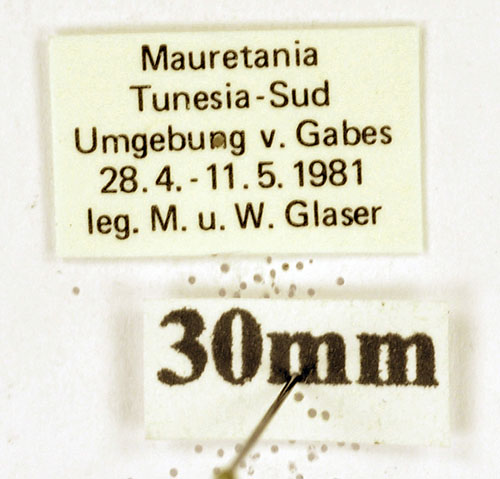 Mauretania
Tunesia-Sud
Umgebung v. Gabes
28.4.-11.5.1981
leg. M. u. W. Glaser
30mm